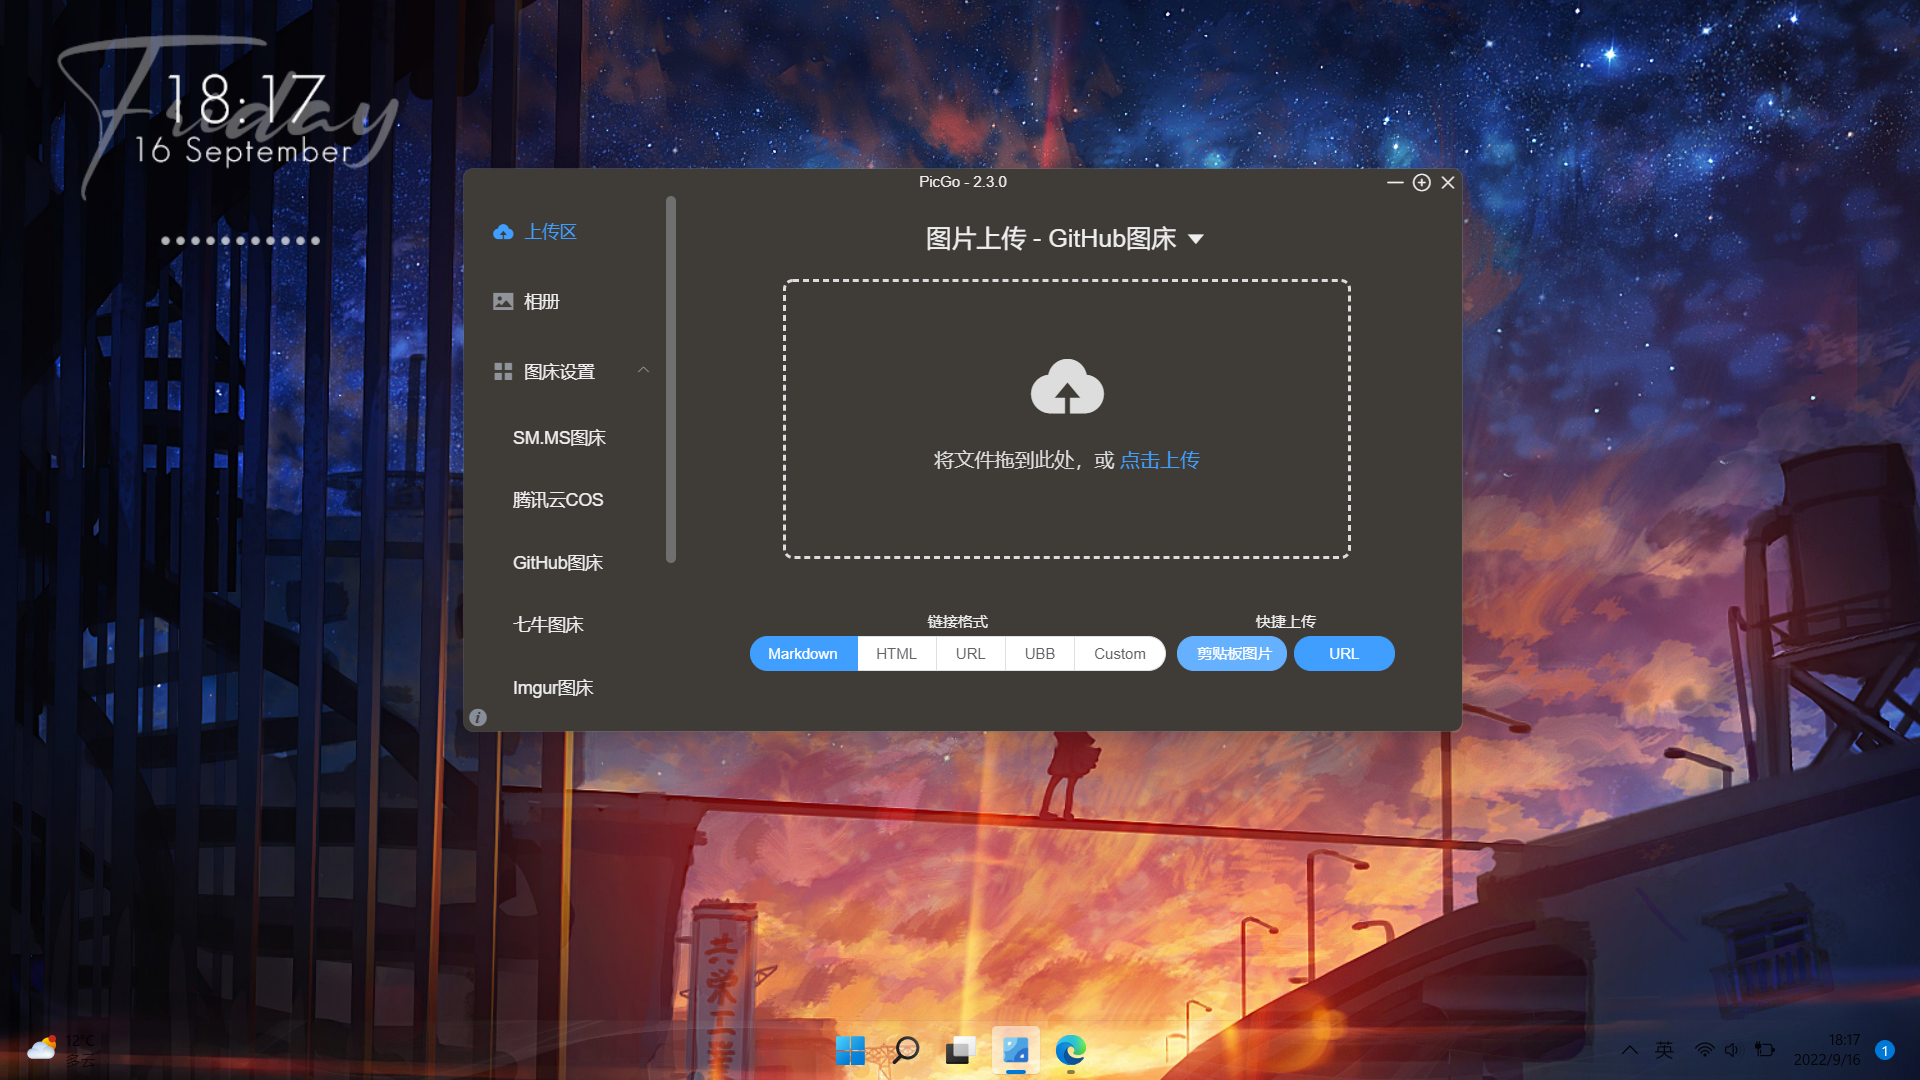 Friday
18:17
16 September
PicGo - 2.3.0
上传区
相册
图床设置
SM.MS图床
腾讯云COS
GitHub图床
七牛图床
Imgur图床
图片上传 - GitHub图床
将文件拖到此处，或 点击上传
链接格式
快捷上传
Markdown
HTML
URL
UBB
Custom
剪贴板图片
URL
共栄工業
12°C
多云
英
18:17
2022/9/16
1